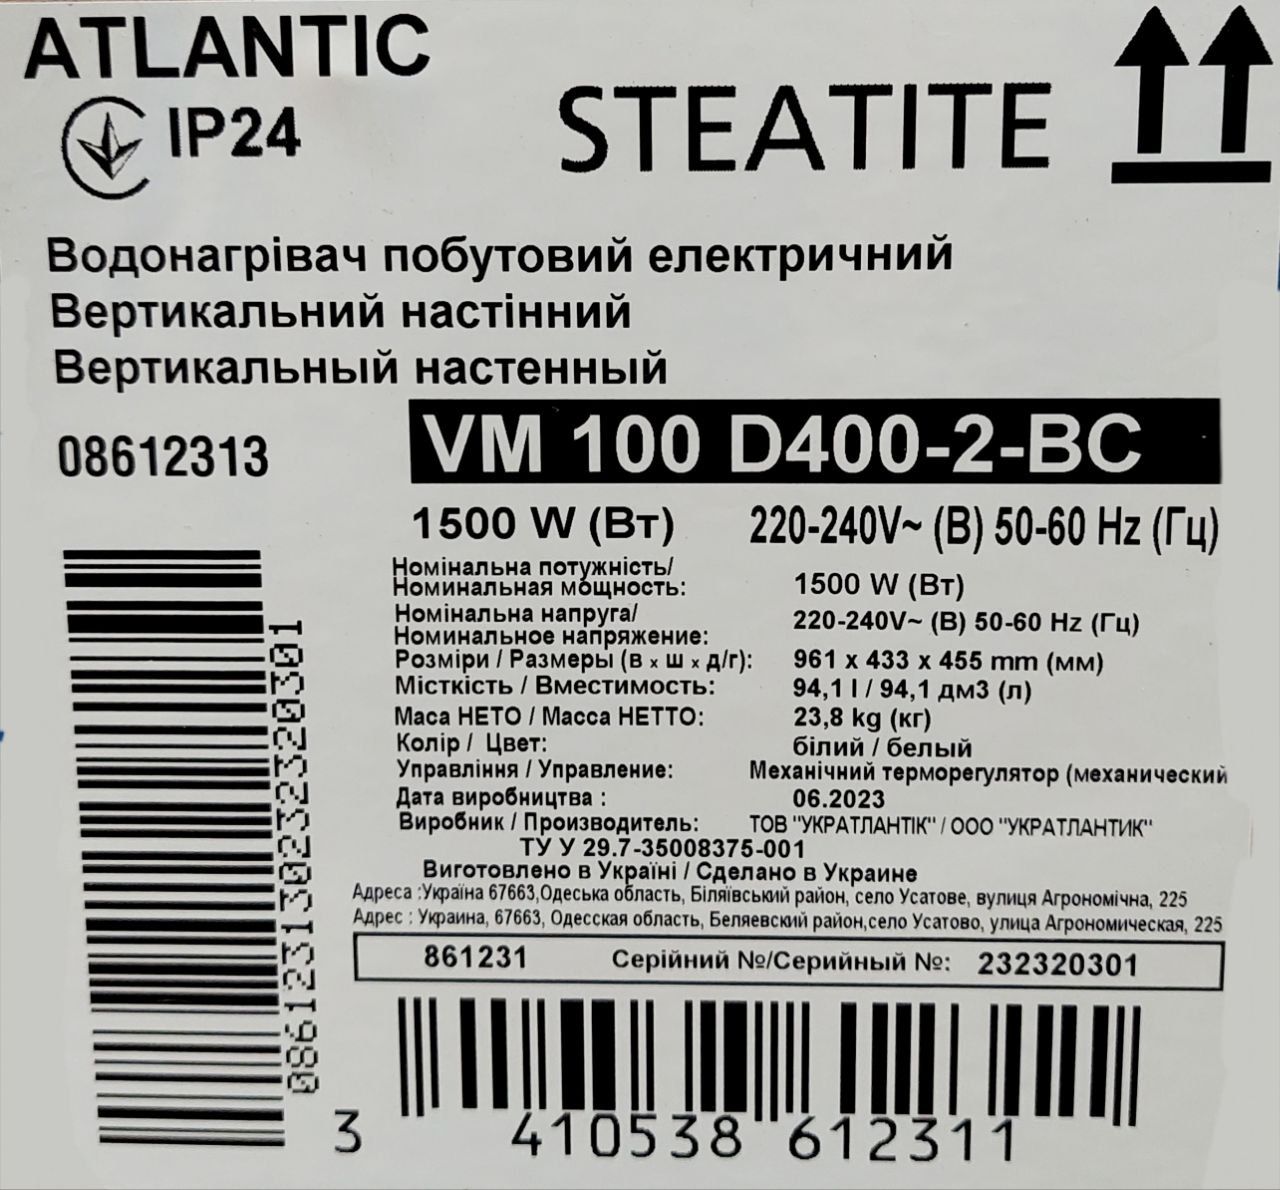 ATLANTIC
IP24
STEATITE
Водонагрівач побутовий електричний
Вертикальний настінний
Вертикальный настенный
08612313
VM 100 D400-2-BC
1500 W (Вт) 220-240V~ (В) 50-60 Hz (Гц)
Номінальна потужність/
Номинальная мощность: 1500 W (Вт)
Номінальна напруга/
Номинальное напряжение: 220-240V~ (В) 50-60 Hz (Гц)
Розміри / Размеры (в x ш x д/г): 961 x 433 x 455 mm (мм)
Місткість / Вместимость: 94,1 l / 94,1 дм3 (л)
Маса НЕТО / Масса НЕТТО: 23,8 kg (кг)
Колір / Цвет: білий / белый
Управління / Управление: Механічний терморегулятор (механический
Дата виробництва : 06.2023
Виробник / Производитель: ТОВ "УКРАТЛАНТІК" / ООО "УКРАТЛАНТИК"
ТУ У 29.7-35008375-001
Виготовлено в Україні / Сделано в Украине
Адреса :Україна 67663,Одеська область, Біляївський район, село Усатове, вулиця Агрономічна, 225
Адрес : Украина, 67663, Одесская область, Беляевский район,село Усатово, улица Агрономическая, 225
861231 Серійний №/Серийный №: 232320301
0861231302323 20301
3 410538 612311